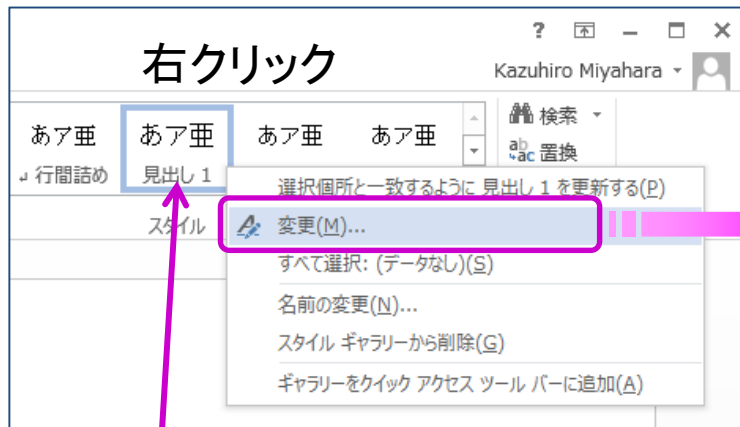 ?
右クリック
Kazuhiro Miyahara
あア亜 あア亜 あア亜 あア亜
↲ 行間詰め 見出し 1
スタイル
検索
ab
ac 置換
選択個所と一致するように 見出し 1 を更新する(P)
変更(M)...
すべて選択: (データなし)(S)
名前の変更(N)...
スタイル ギャラリーから削除(G)
ギャラリーをクイック アクセス ツール バーに追加(A)